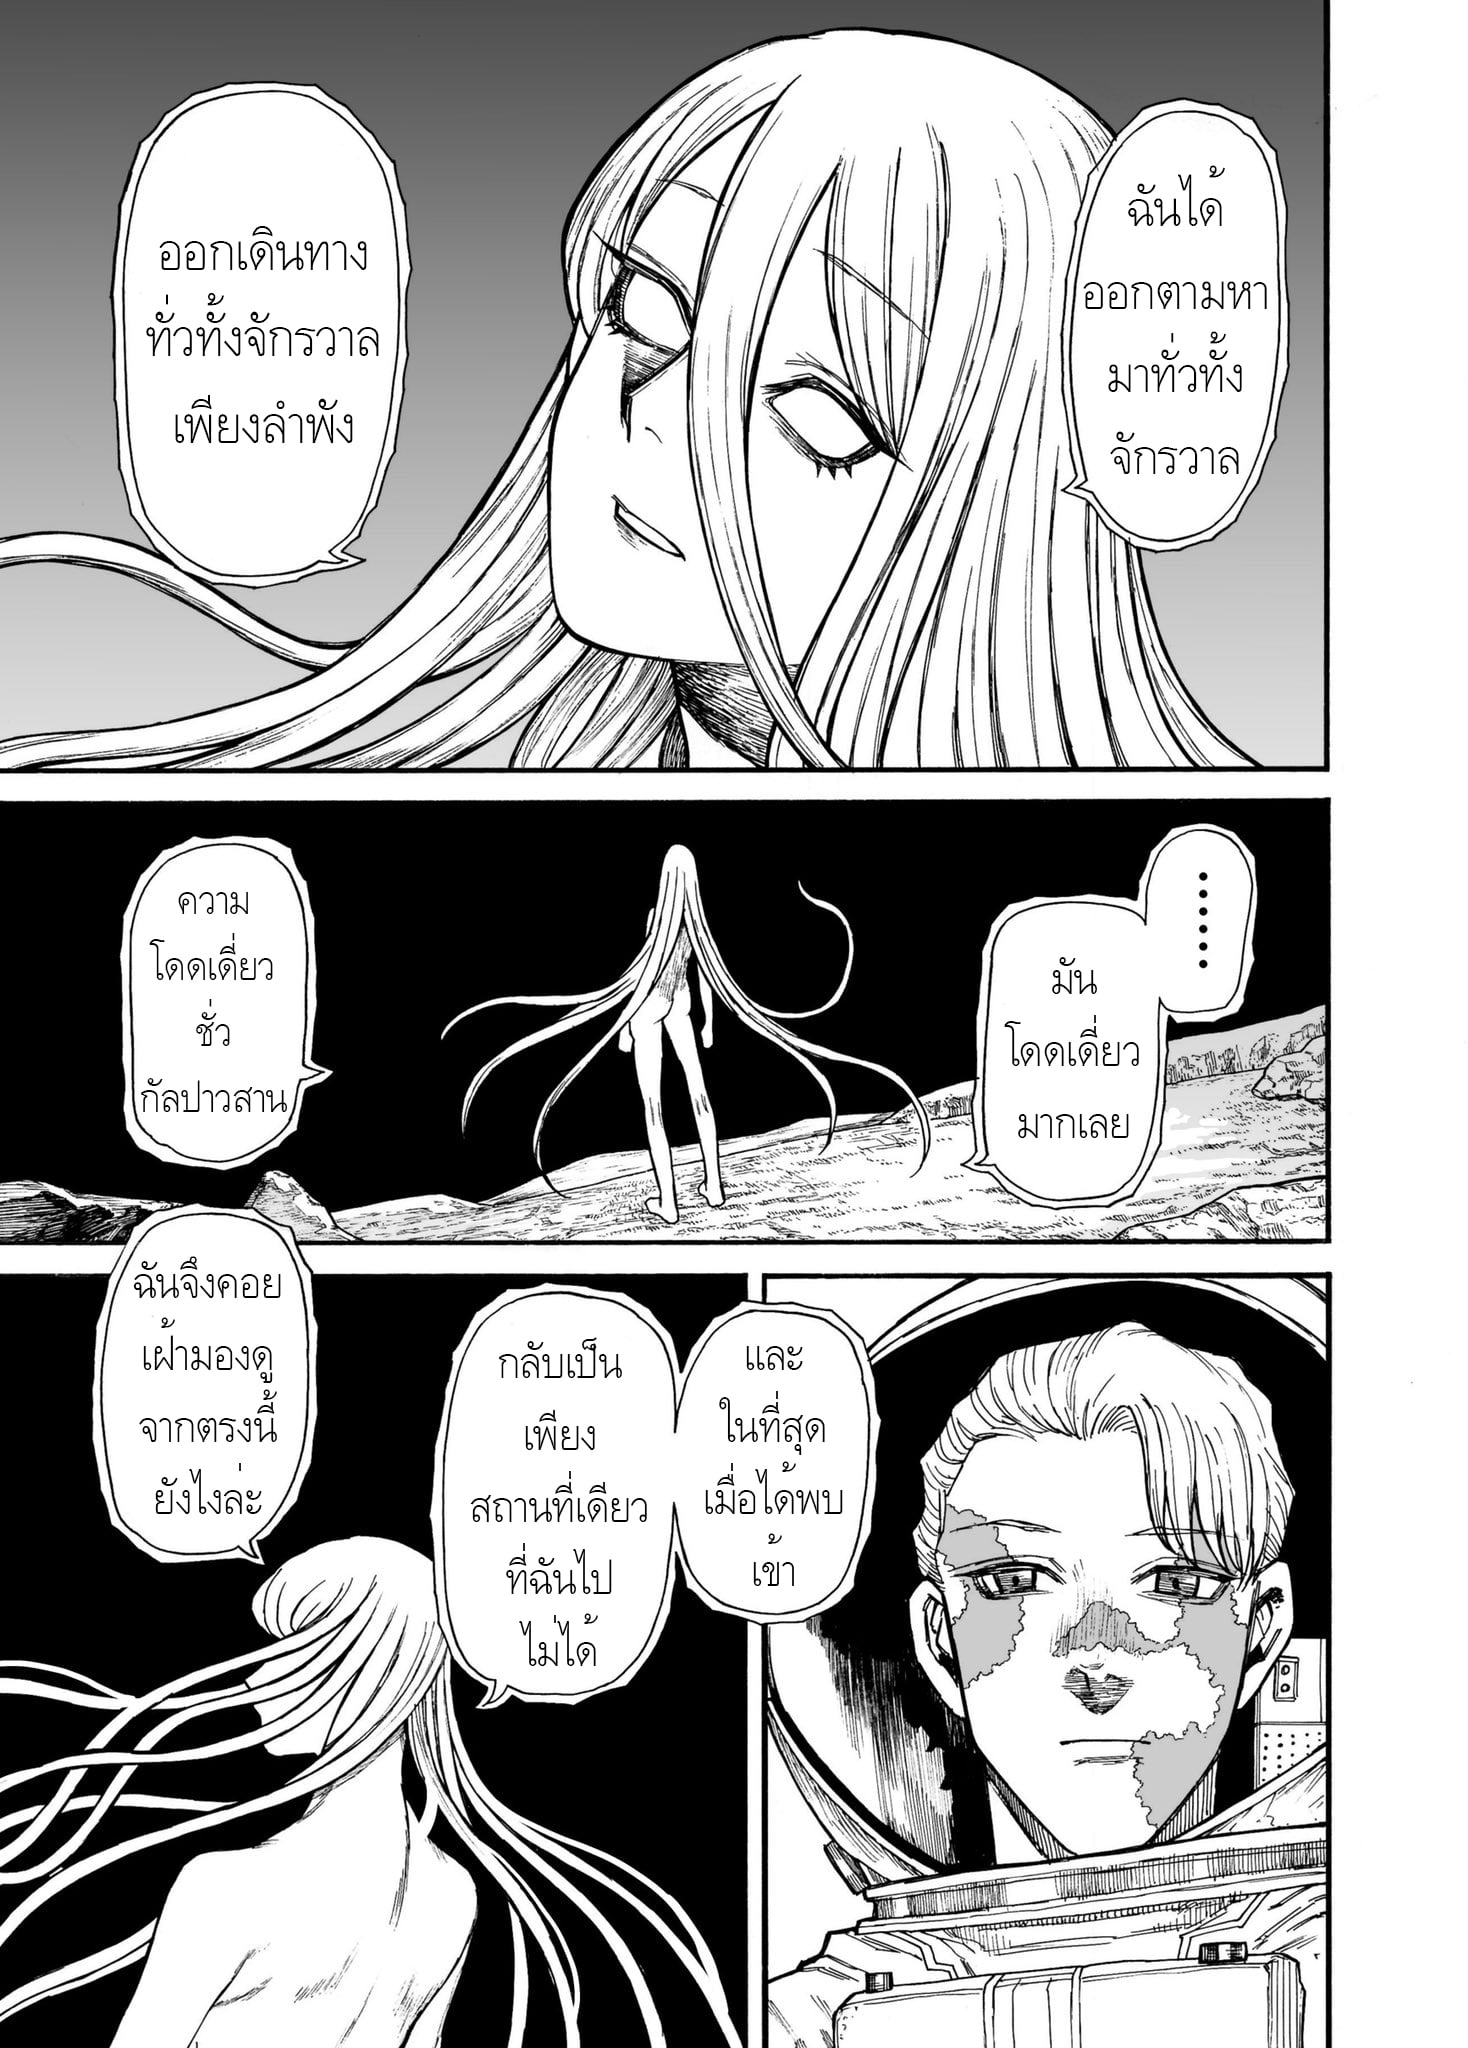 ฉันได้
ออกตามหา
มาทั่วทั้ง
จักรวาล
ออกเดินทาง
ทั่วทั้งจักรวาล
เพียงลำพัง
.......
มัน
โดดเดี่ยว
มากเลย
ความ
โดดเดี่ยว
ชั่ว
กัลปาวสาน
และ
ในที่สุด
เมื่อได้พบ
เข้า
กลับเป็น
เพียง
สถานที่เดียว
ที่ฉันไป
ไม่ได้
ฉันจึงคอย
เฝ้ามองดู
จากตรงนี้
ยังไงล่ะ